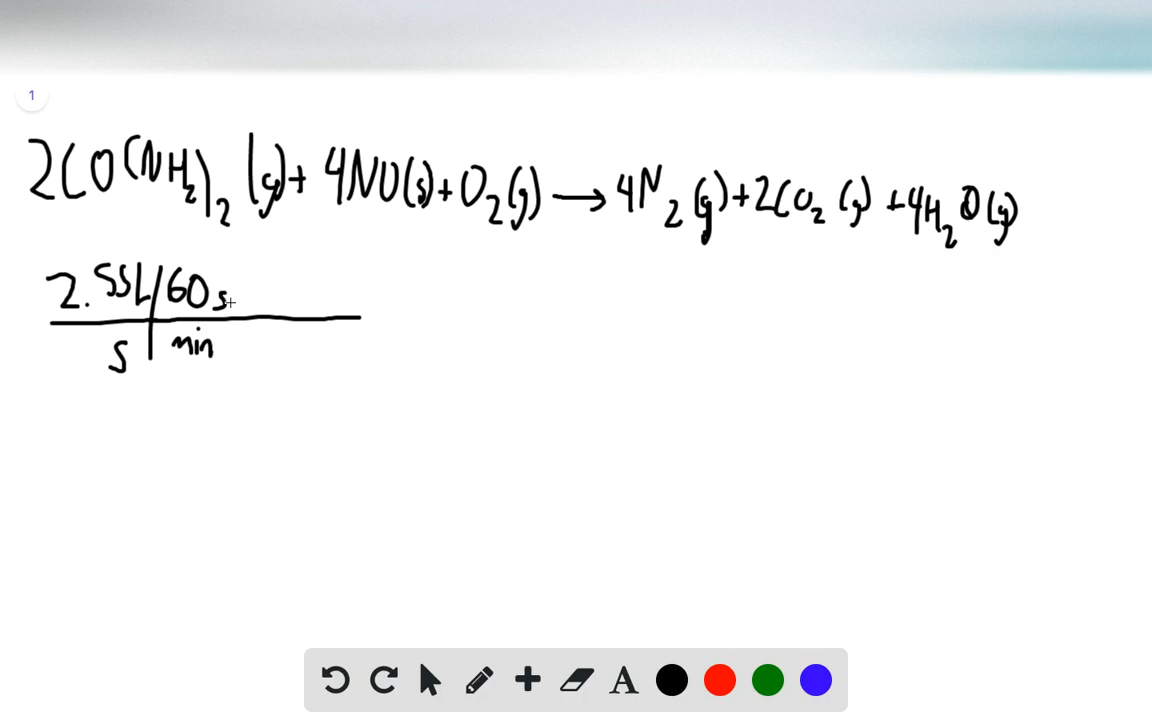 1
2CO(NH₂)₂ (g) + 4NO(s) + O₂(g) → 4N₂(g) + 2CO₂(g) + 4H₂O(g)
2.55L/60s
s min
A